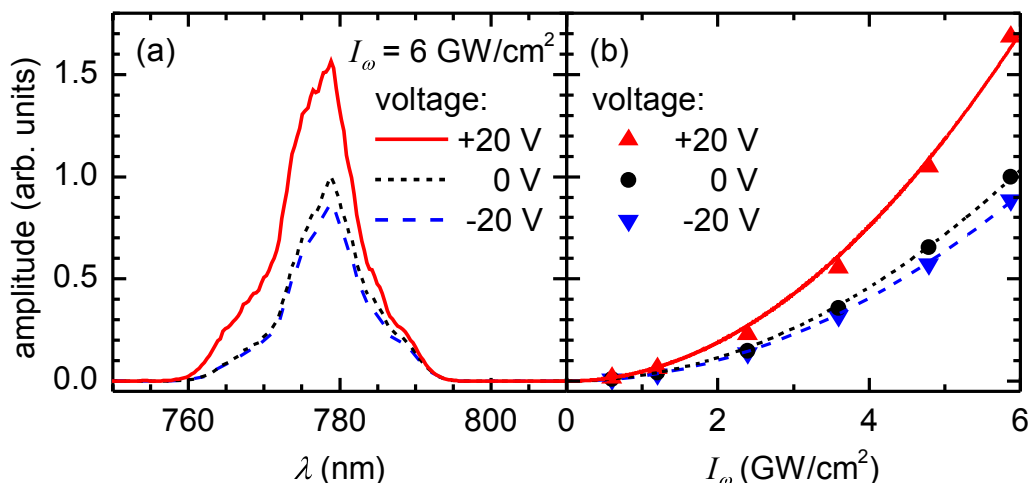 (a)
I_ω = 6 GW/cm²
voltage:
+20 V
0 V
-20 V
(b)
voltage:
+20 V
0 V
-20 V
amplitude (arb. units)
1.5
1.0
0.5
0.0
760
780
800
λ (nm)
0
2
4
6
I_ω (GW/cm²)